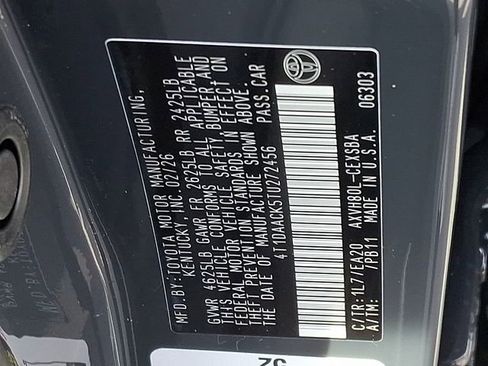 MFD.BY:TOYOTA MOTOR MANUFACTURING,
KENTUCKY, INC.02/26
GVWR 4625LB GAWR FR 2625LB RR 2425LB
THIS VEHICLE CONFORMS TO ALL APPLICABLE
FEDERAL MOTOR VEHICLE SAFETY, BUMPER AND
THEFT PREVENTION STANDARDS IN EFFECT ON
THE DATE OF MANUFACTURE SHOWN ABOVE.
4T1DAACK5TU272456 PASS.CAR
C/TR:1L7/EA20 AXVH80L-CEXSBA 06303
A/TM: /PB11 MADE IN U.S.A.